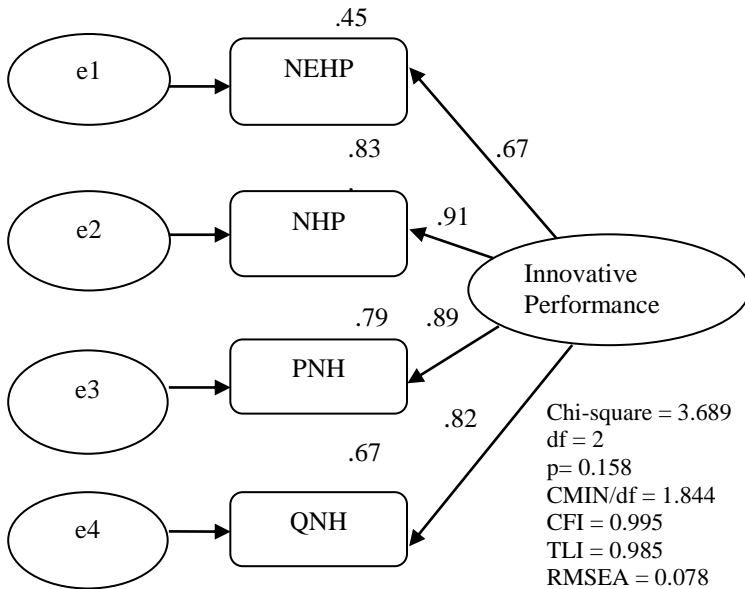 .45
e1
NEHP
.67
.83
e2
NHP
.91
Innovative
Performance
.79
.89
e3
PNH
.82
.67
e4
QNH
Chi-square = 3.689
df = 2
p= 0.158
CMIN/df = 1.844
CFI = 0.995
TLI = 0.985
RMSEA = 0.078